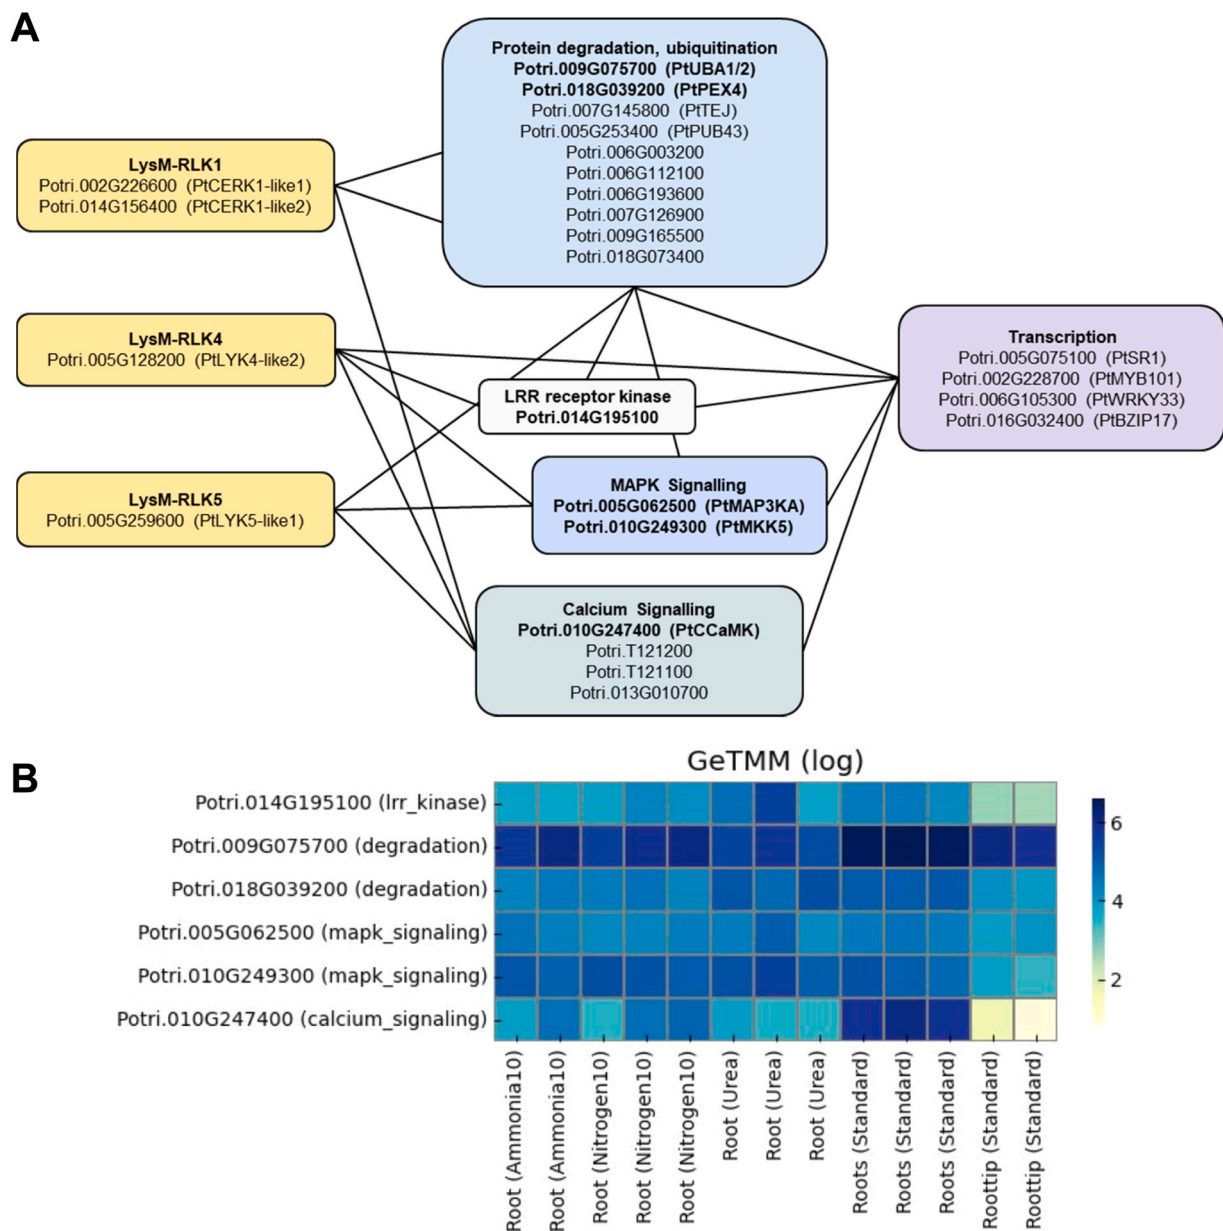 A
Protein degradation, ubiquitination
Potri.009G075700 (PtUBA1/2)
Potri.018G039200 (PtPEX4)
Potri.007G145800 (PtTEJ)
Potri.005G253400 (PtPUB43)
Potri.006G003200
Potri.006G112100
Potri.006G193600
Potri.007G126900
Potri.009G165500
Potri.018G073400
LysM-RLK1
Potri.002G226600 (PtCERK1-like1)
Potri.014G156400 (PtCERK1-like2)
LysM-RLK4
Potri.005G128200 (PtLYK4-like2)
LysM-RLK5
Potri.005G259600 (PtLYK5-like1)
LRR receptor kinase
Potri.014G195100
MAPK Signalling
Potri.005G062500 (PtMAP3KA)
Potri.010G249300 (PtMKK5)
Calcium Signalling
Potri.010G247400 (PtCCaMK)
Potri.T121200
Potri.T121100
Potri.013G010700
Transcription
Potri.005G075100 (PtSR1)
Potri.002G228700 (PtMYB101)
Potri.006G105300 (PtWRKY33)
Potri.016G032400 (PtBZIP17)
B
GeTMM (log)
Potri.014G195100 (lrr_kinase)
Potri.009G075700 (degradation)
Potri.018G039200 (degradation)
Potri.005G062500 (mapk_signaling)
Potri.010G249300 (mapk_signaling)
Potri.010G247400 (calcium_signaling)
6
4
2
Root (Ammonia10)
Root (Ammonia10)
Root (Nitrogen10)
Root (Nitrogen10)
Root (Nitrogen10)
Root (Urea)
Root (Urea)
Root (Urea)
Roots (Standard)
Roots (Standard)
Roots (Standard)
Roottip (Standard)
Roottip (Standard)